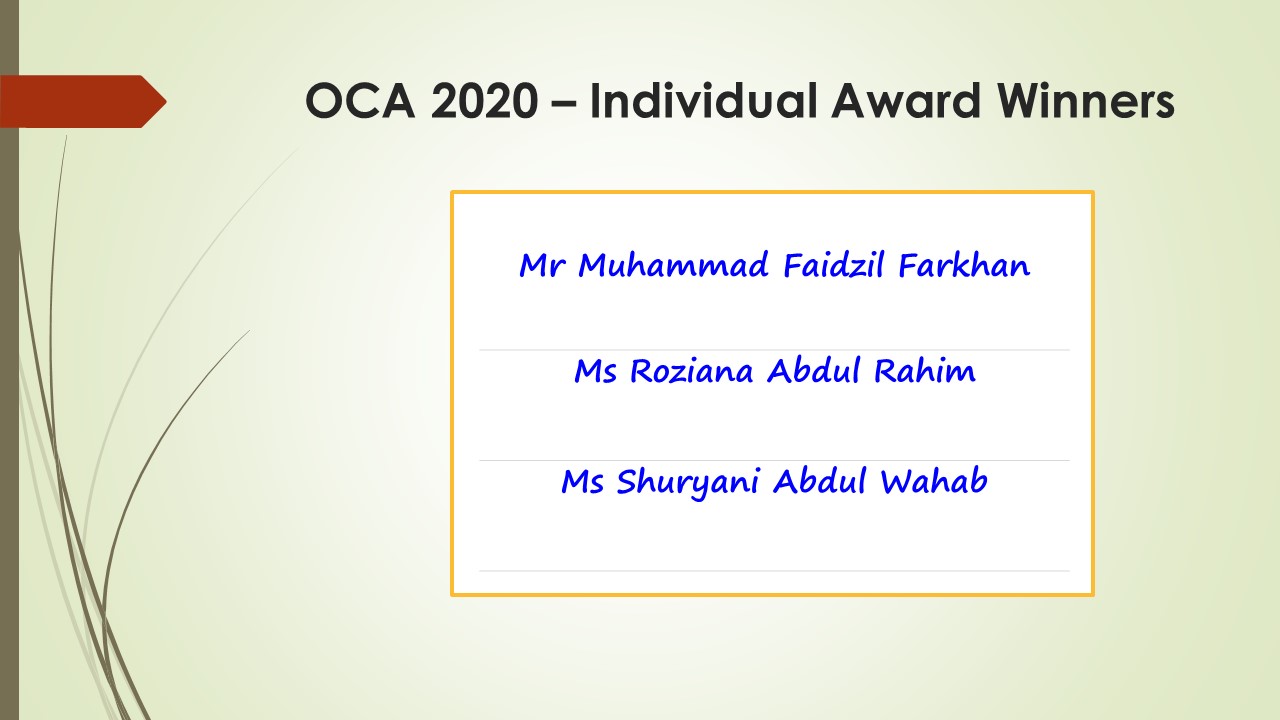 OCA 2020 – Individual Award Winners
Mr Muhammad Faidzil Farkhan
Ms Roziana Abdul Rahim
Ms Shuryani Abdul Wahab